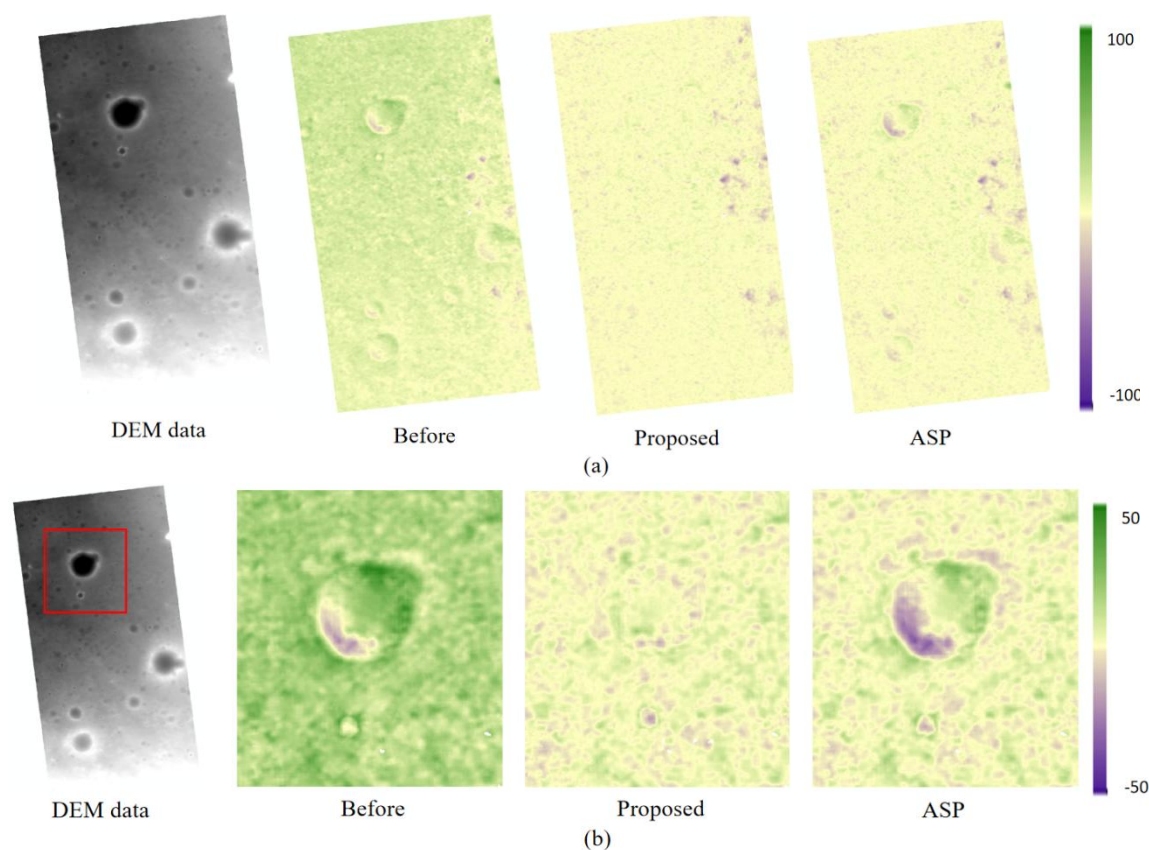 100
-100
DEM data Before Proposed ASP
(a)
50
-50
DEM data Before Proposed ASP
(b)